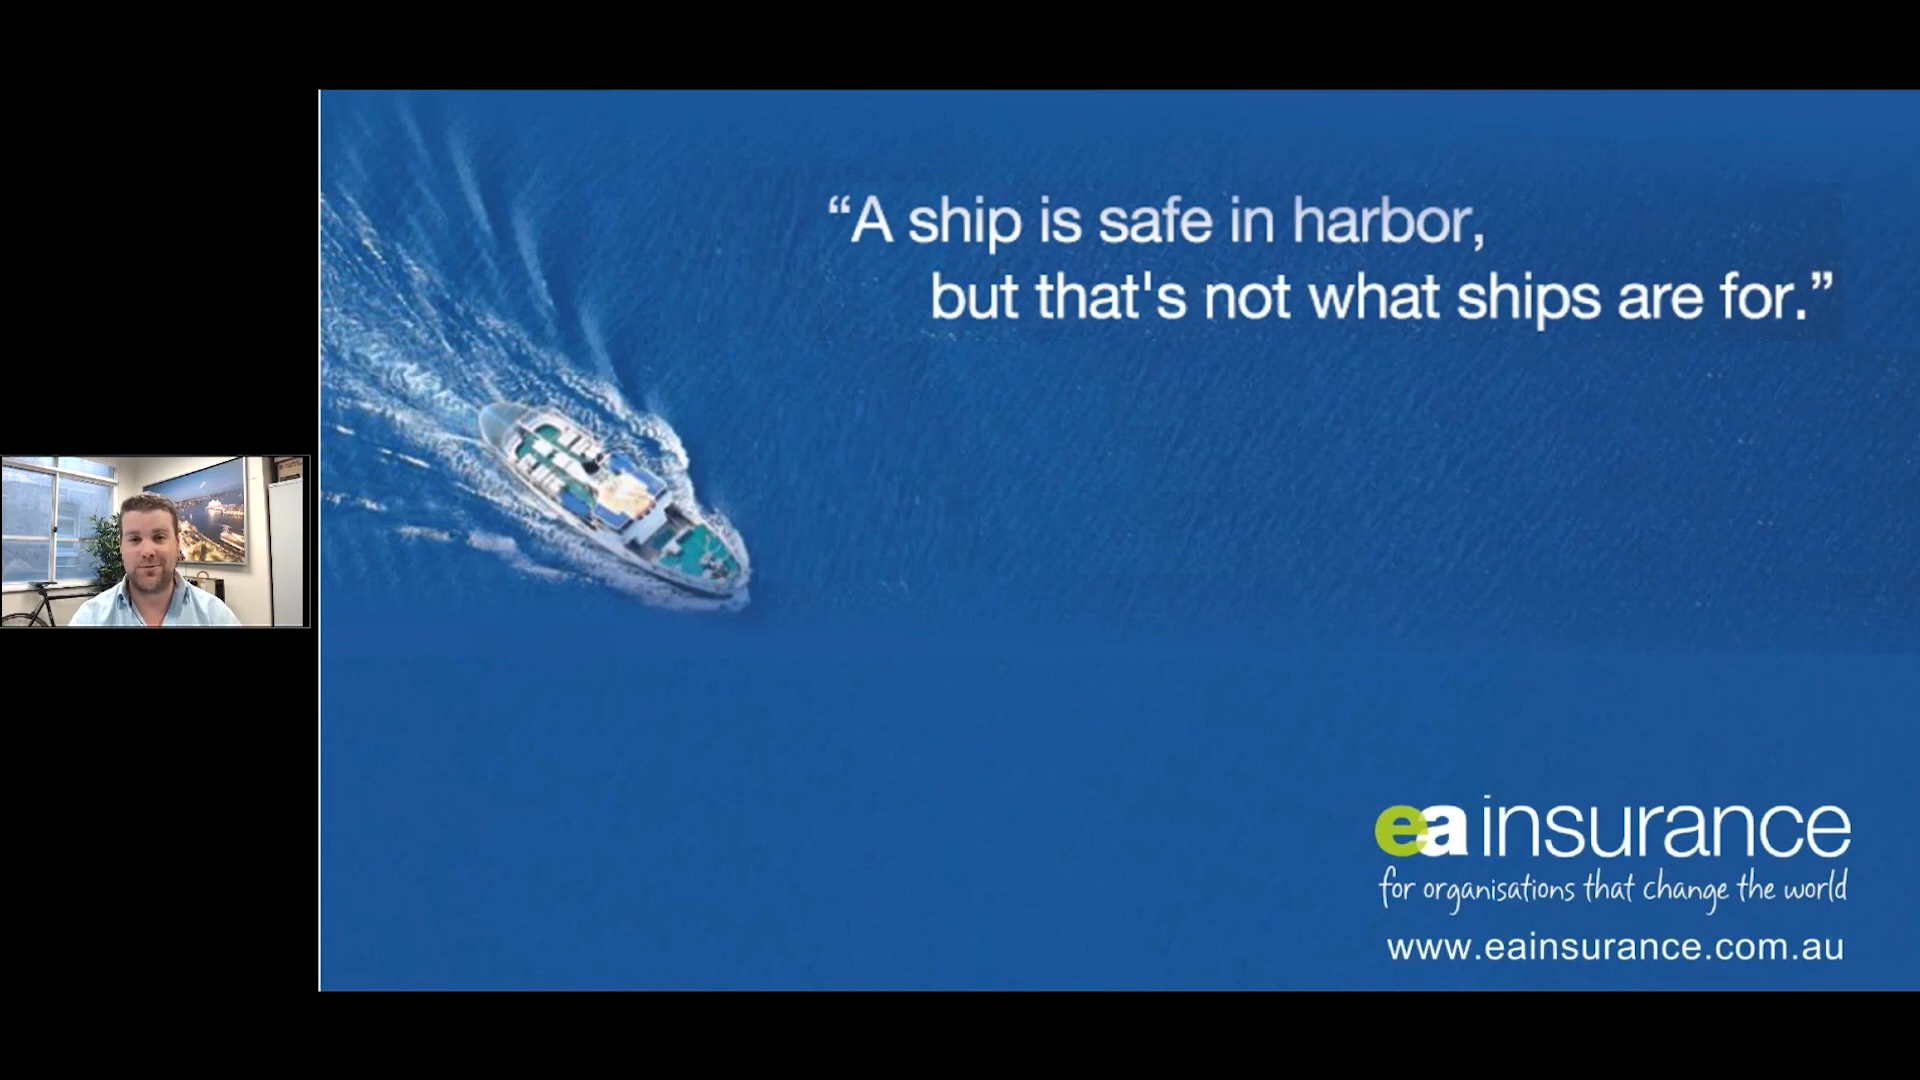 “A ship is safe in harbor,
but that's not what ships are for.”
ea insurance
for organisations that change the world
www.eainsurance.com.au